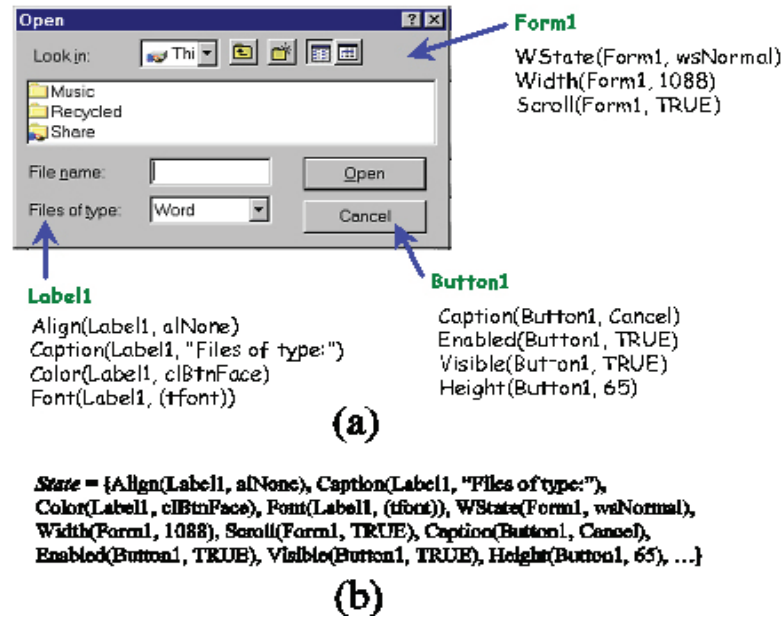 Open
Look in:
Thi
Music
Recycled
Share
File name:
Open
Files of type:
Word
Cancel
Form1
WState(Form1, wsNormal)
Width(Form1, 1088)
Scroll(Form1, TRUE)
Label1
Align(Label1, alNone)
Caption(Label1, "Files of type:")
Color(Label1, clBtnFace)
Font(Label1, (tfont))
Button1
Caption(Button1, Cancel)
Enabled(Button1, TRUE)
Visible(Button1, TRUE)
Height(Button1, 65)
(a)
State = {Align(Label1, alNone), Caption(Label1, "Files of type:"),
Color(Label1, clBtnFace), Font(Label1, (tfont)), WState(Form1, wsNormal),
Width(Form1, 1088), Scroll(Form1, TRUE), Caption(Button1, Cancel),
Enabled(Button1, TRUE), Visible(Button1, TRUE), Height(Button1, 65), ...}
(b)